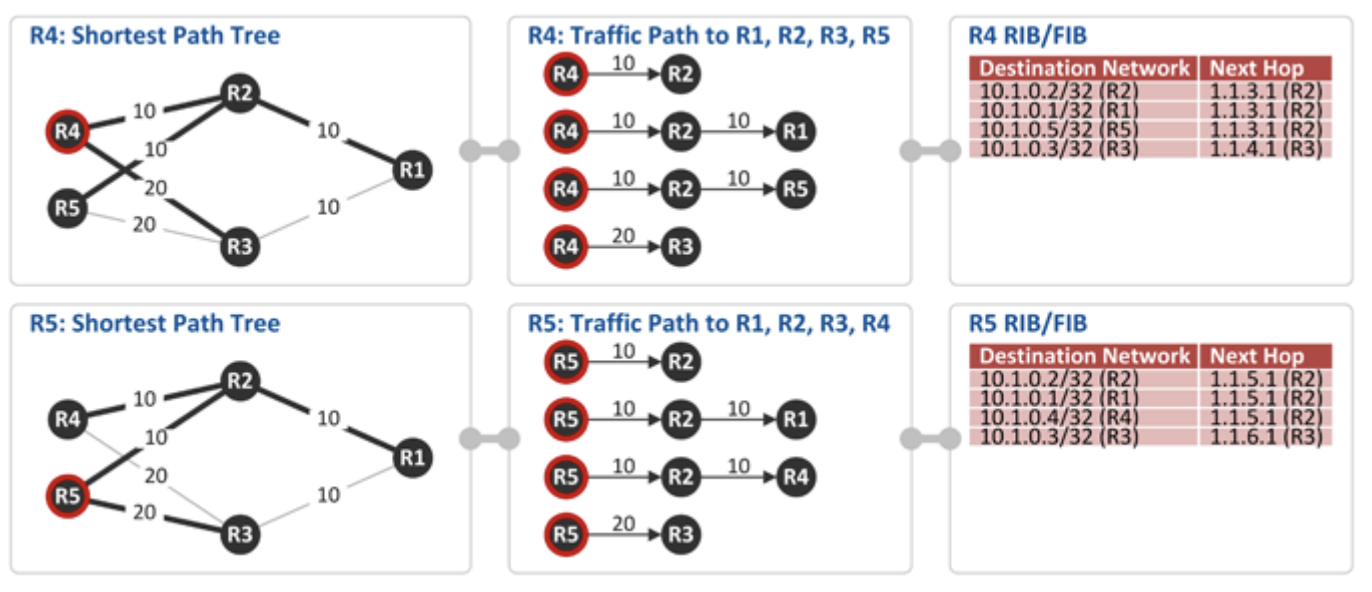 R4: Shortest Path Tree
R2
10
R4
10
10
R1
20
R5
20
10
R3
R4: Traffic Path to R1, R2, R3, R5
R4 10 R2
R4 10 R2 10 R1
R4 10 R2 10 R5
R4 20 R3
R4 RIB/FIB
Destination Network Next Hop
10.1.0.2/32 (R2) 1.1.3.1 (R2)
10.1.0.1/32 (R1) 1.1.3.1 (R2)
10.1.0.5/32 (R5) 1.1.3.1 (R2)
10.1.0.3/32 (R3) 1.1.4.1 (R3)
R5: Shortest Path Tree
R2
10
R4
10
10
R1
20
R5
10
20
R3
R5: Traffic Path to R1, R2, R3, R4
R5 10 R2
R5 10 R2 10 R1
R5 10 R2 10 R4
R5 20 R3
R5 RIB/FIB
Destination Network Next Hop
10.1.0.2/32 (R2) 1.1.5.1 (R2)
10.1.0.1/32 (R1) 1.1.5.1 (R2)
10.1.0.4/32 (R4) 1.1.5.1 (R2)
10.1.0.3/32 (R3) 1.1.6.1 (R3)